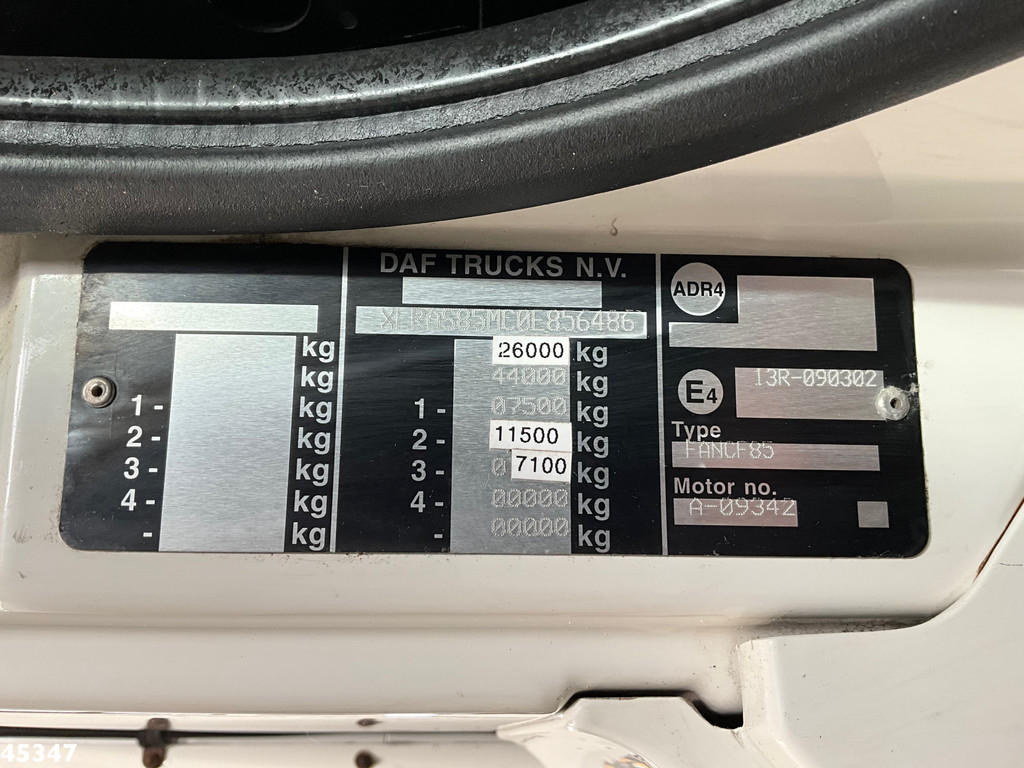 DAF TRUCKS N.V.
kg
kg
1- kg
2- kg
3- kg
4- kg
- kg
26000 kg
44000 kg
1- 07500 kg
2- 11500 kg
3- 0 7100 kg
4- 00000 kg
- 00000 kg
ADR4
E4 13R-090302
Type
FANCF85
Motor no.
A-09342
45347